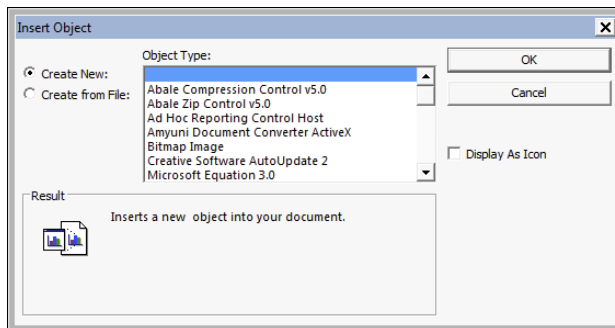 Insert Object
Object Type:
Create New:
Create from File:
Abale Compression Control v5.0
Abale Zip Control v5.0
Ad Hoc Reporting Control Host
Amyuni Document Converter ActiveX
Bitmap Image
Creative Software AutoUpdate 2
Microsoft Equation 3.0
OK
Cancel
Display As Icon
Result
Inserts a new object into your document.